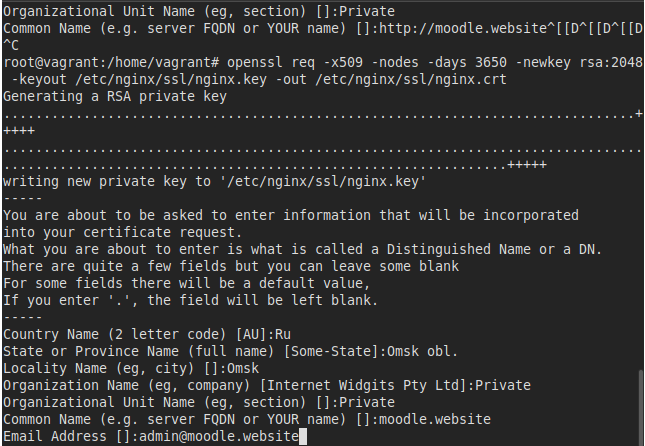 Organizational Unit Name (eg, section) []:Private
Common Name (e.g. server FQDN or YOUR name) []:http://moodle.website^[[D^[[D^[[D
^C
root@vagrant:/home/vagrant# openssl req -x509 -nodes -days 3650 -newkey rsa:2048
 -keyout /etc/nginx/ssl/nginx.key -out /etc/nginx/ssl/nginx.crt
Generating a RSA private key
...............................................................................+
++++
................................................................................
...............................................................+++++
writing new private key to '/etc/nginx/ssl/nginx.key'
-----
You are about to be asked to enter information that will be incorporated
into your certificate request.
What you are about to enter is what is called a Distinguished Name or a DN.
There are quite a few fields but you can leave some blank
For some fields there will be a default value,
If you enter '.', the field will be left blank.
-----
Country Name (2 letter code) [AU]:Ru
State or Province Name (full name) [Some-State]:Omsk obl.
Locality Name (eg, city) []:Omsk
Organization Name (eg, company) [Internet Widgits Pty Ltd]:Private
Organizational Unit Name (eg, section) []:Private
Common Name (e.g. server FQDN or YOUR name) []:moodle.website
Email Address []:admin@moodle.website